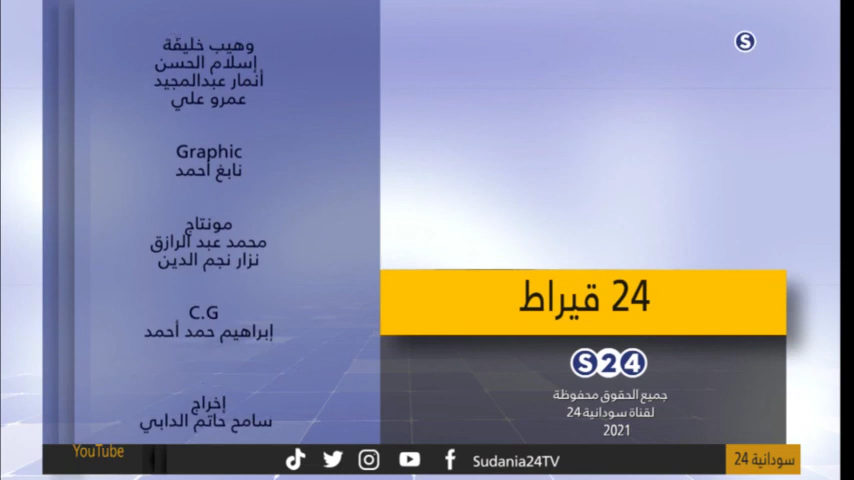 وهيب خليفة
إسلام الحسن
أنمار عبدالمجيد
عمرو علي
Graphic
نابغ أحمد
مونتاج
محمد عبد الرازق
نزار نجم الدين
C.G
إبراهيم حمد أحمد
إخراج
سامح حاتم الدابي
S
24 قيراط
S24
جميع الحقوق محفوظة
لقناة سودانية 24
2021
YouTube
Sudania24TV
سودانية 24